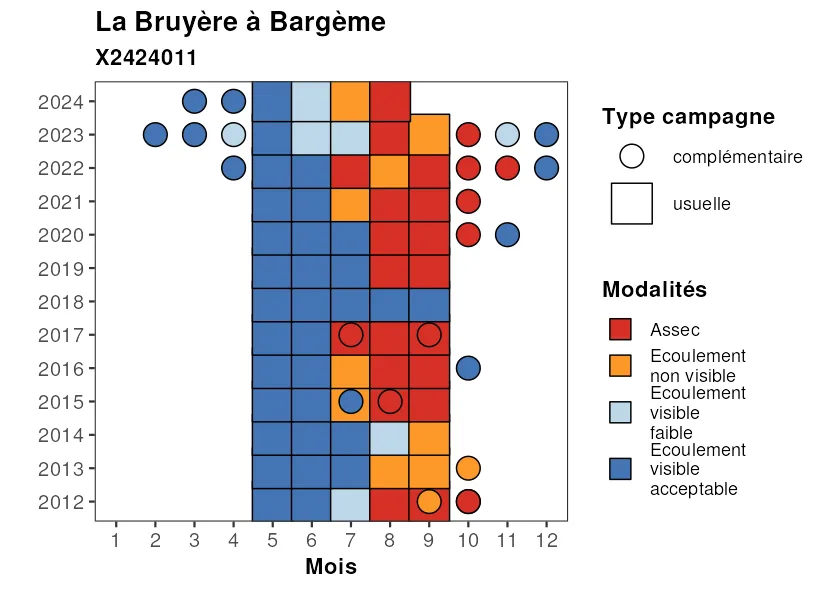 La Bruyère à Bargème
X2424011
2024
2023
2022
2021
2020
2019
2018
2017
2016
2015
2014
2013
2012
1 2 3 4 5 6 7 8 9 10 11 12
Mois
Type campagne
complémentaire
usuelle
Modalités
Assec
Ecoulement
non visible
Ecoulement
visible
faible
Ecoulement
visible
acceptable